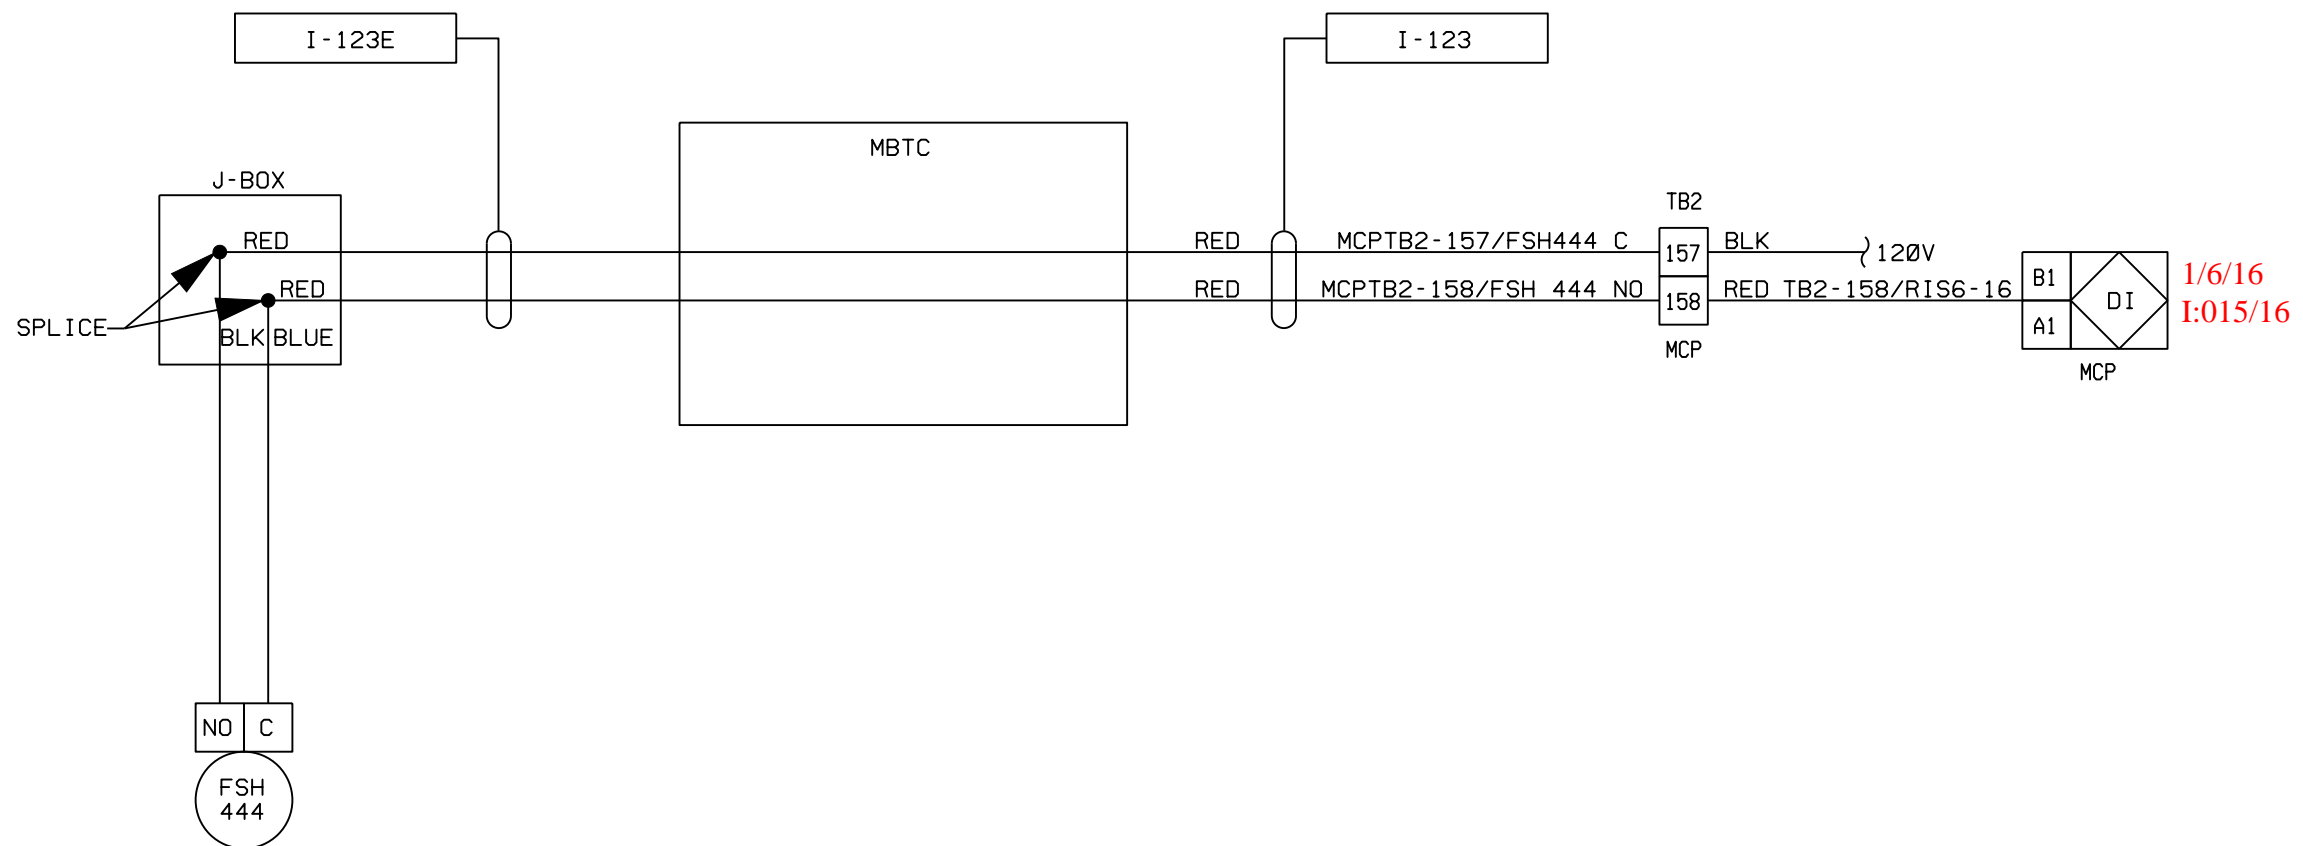 I-123E
I-123
MBTC
J-BOX
TB2
RED
RED
MCPTB2-157/FSH444 C
157
BLK
120V
RED
RED
MCPTB2-158/FSH 444 NO
158
RED TB2-158/RIS6-16
B1
DI
A1
1/6/16
I:015/16
SPLICE
BLK BLUE
MCP
MCP
NO C
FSH
444